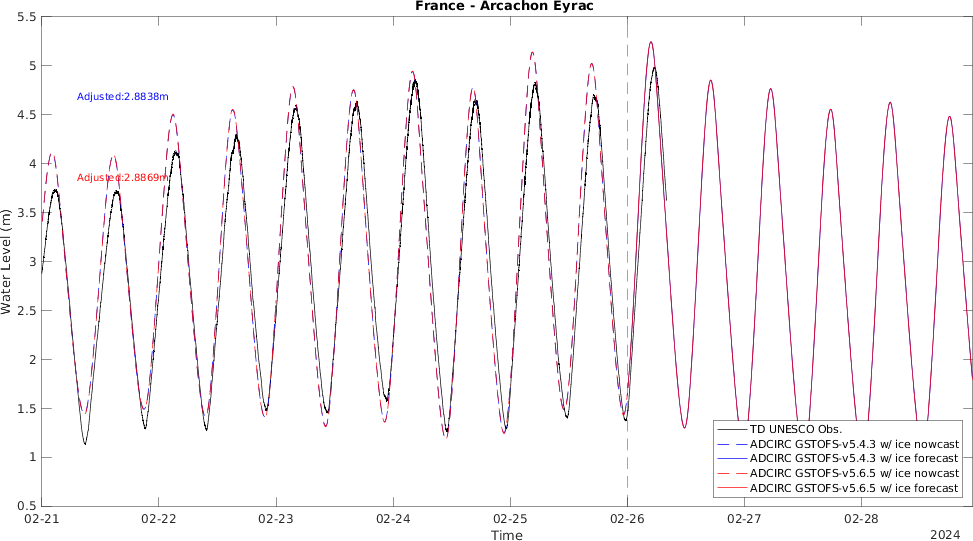 France - Arcachon Eyrac
5.5
5
4.5
4
3.5
3
2.5
2
1.5
1
0.5
Water Level (m)
Adjusted:2.8838m
Adjusted:2.8869m
TD UNESCO Obs.
ADCIRC GSTOFS-v5.4.3 w/ ice nowcast
ADCIRC GSTOFS-v5.4.3 w/ ice forecast
ADCIRC GSTOFS-v5.6.5 w/ ice nowcast
ADCIRC GSTOFS-v5.6.5 w/ ice forecast
02-21 02-22 02-23 02-24 02-25 02-26 02-27 02-28
Time
2024